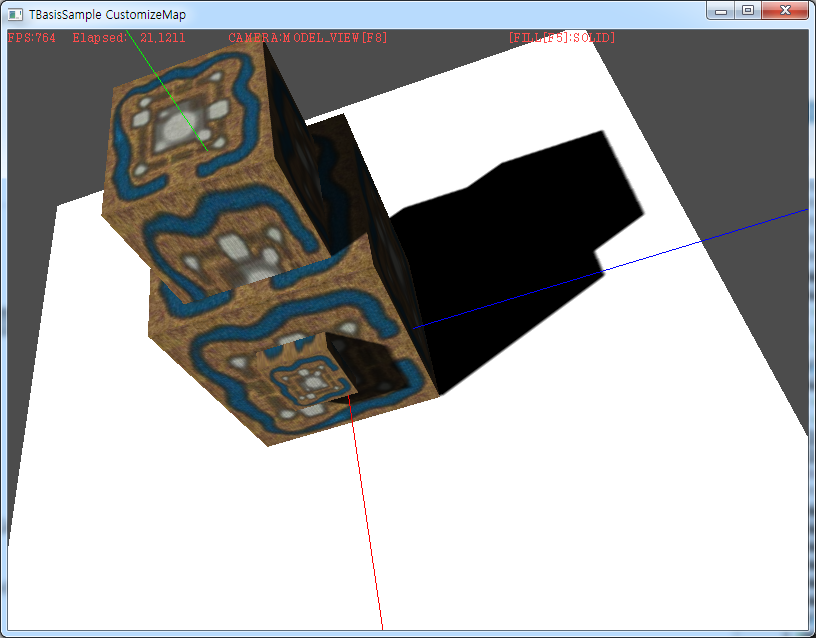 TBasisSample CustomizeMap
FPS:764 Elapsed: 21.1211 CAMERA:MODEL_VIEW[F8] [FILL[F5]:SOLID]